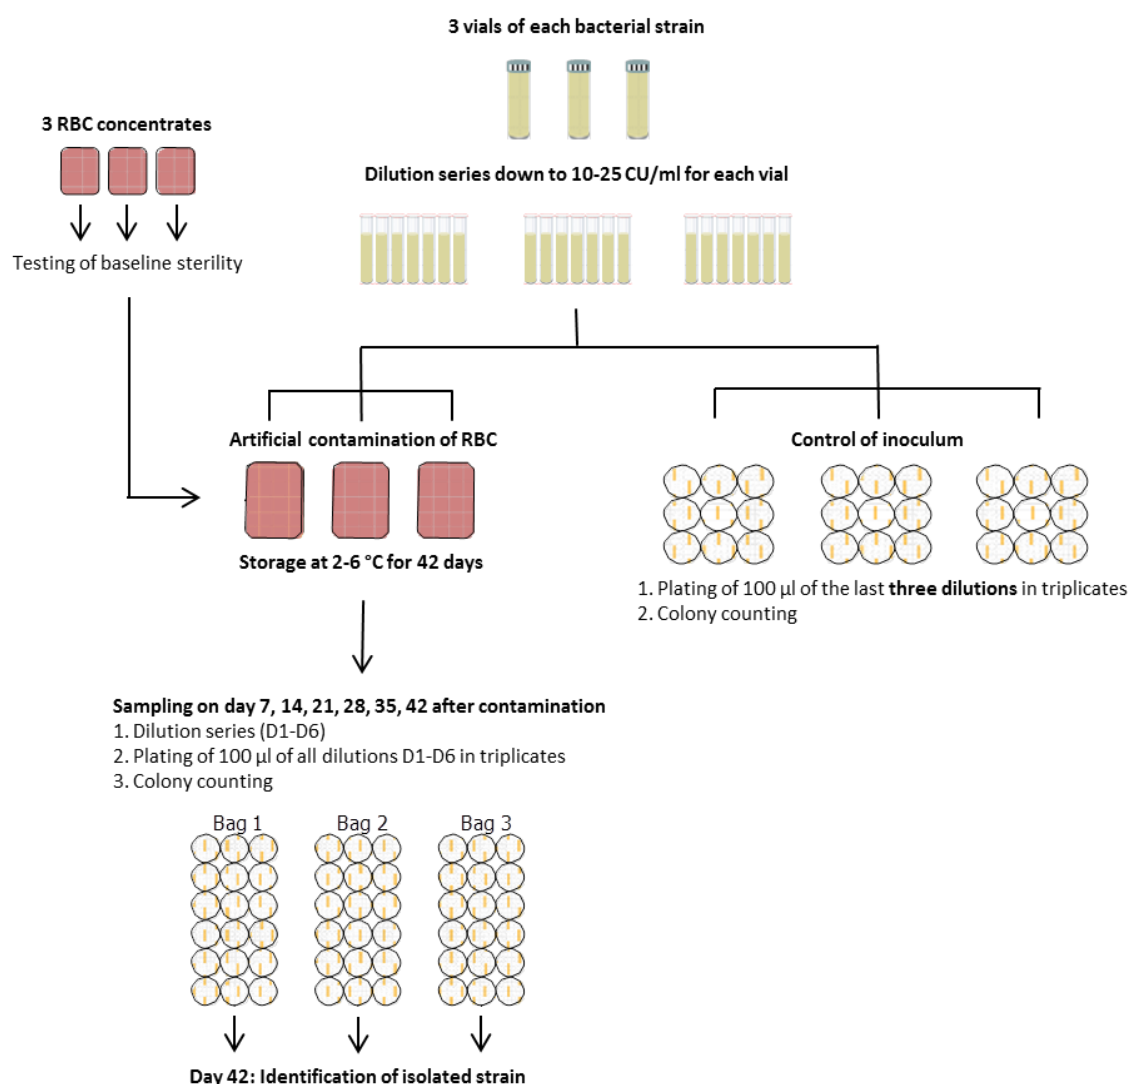 3 vials of each bacterial strain
3 RBC concentrates
Dilution series down to 10-25 CU/ml for each vial
Testing of baseline sterility
Artificial contamination of RBC
Control of inoculum
Storage at 2-6 °C for 42 days
1. Plating of 100 µl of the last three dilutions in triplicates
2. Colony counting
Sampling on day 7, 14, 21, 28, 35, 42 after contamination
1. Dilution series (D1-D6)
2. Plating of 100 µl of all dilutions D1-D6 in triplicates
3. Colony counting
Bag 1 Bag 2 Bag 3
Day 42: Identification of isolated strain